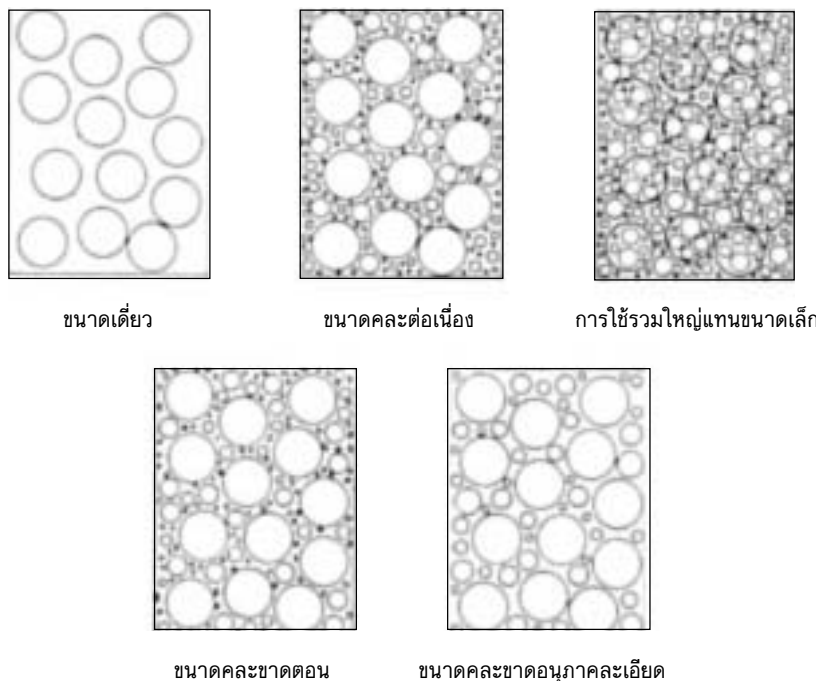 ขนาดเดี่ยว
ขนาดคละต่อเนื่อง
การใช้รวมใหญ่แทนขนาดเล็ก
ขนาดคละขาดตอน
ขนาดคละขาดอนุภาคละเอียด